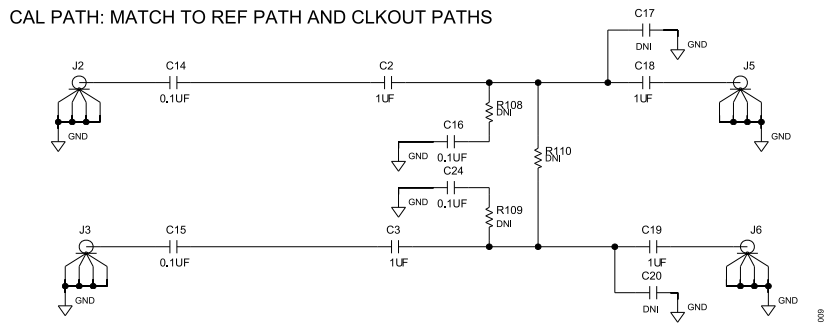 CAL PATH: MATCH TO REF PATH AND CLKOUT PATHS
C17
DNI
GND
J2
C14
0.1UF
C2
1UF
C18
1UF
J5
GND
R108
DNI
C16
0.1UF
GND
R110
DNI
GND
C24
0.1UF
GND
R109
DNI
J3
C15
0.1UF
C3
1UF
C19
1UF
J6
GND
C20
DNI
GND
GND
009